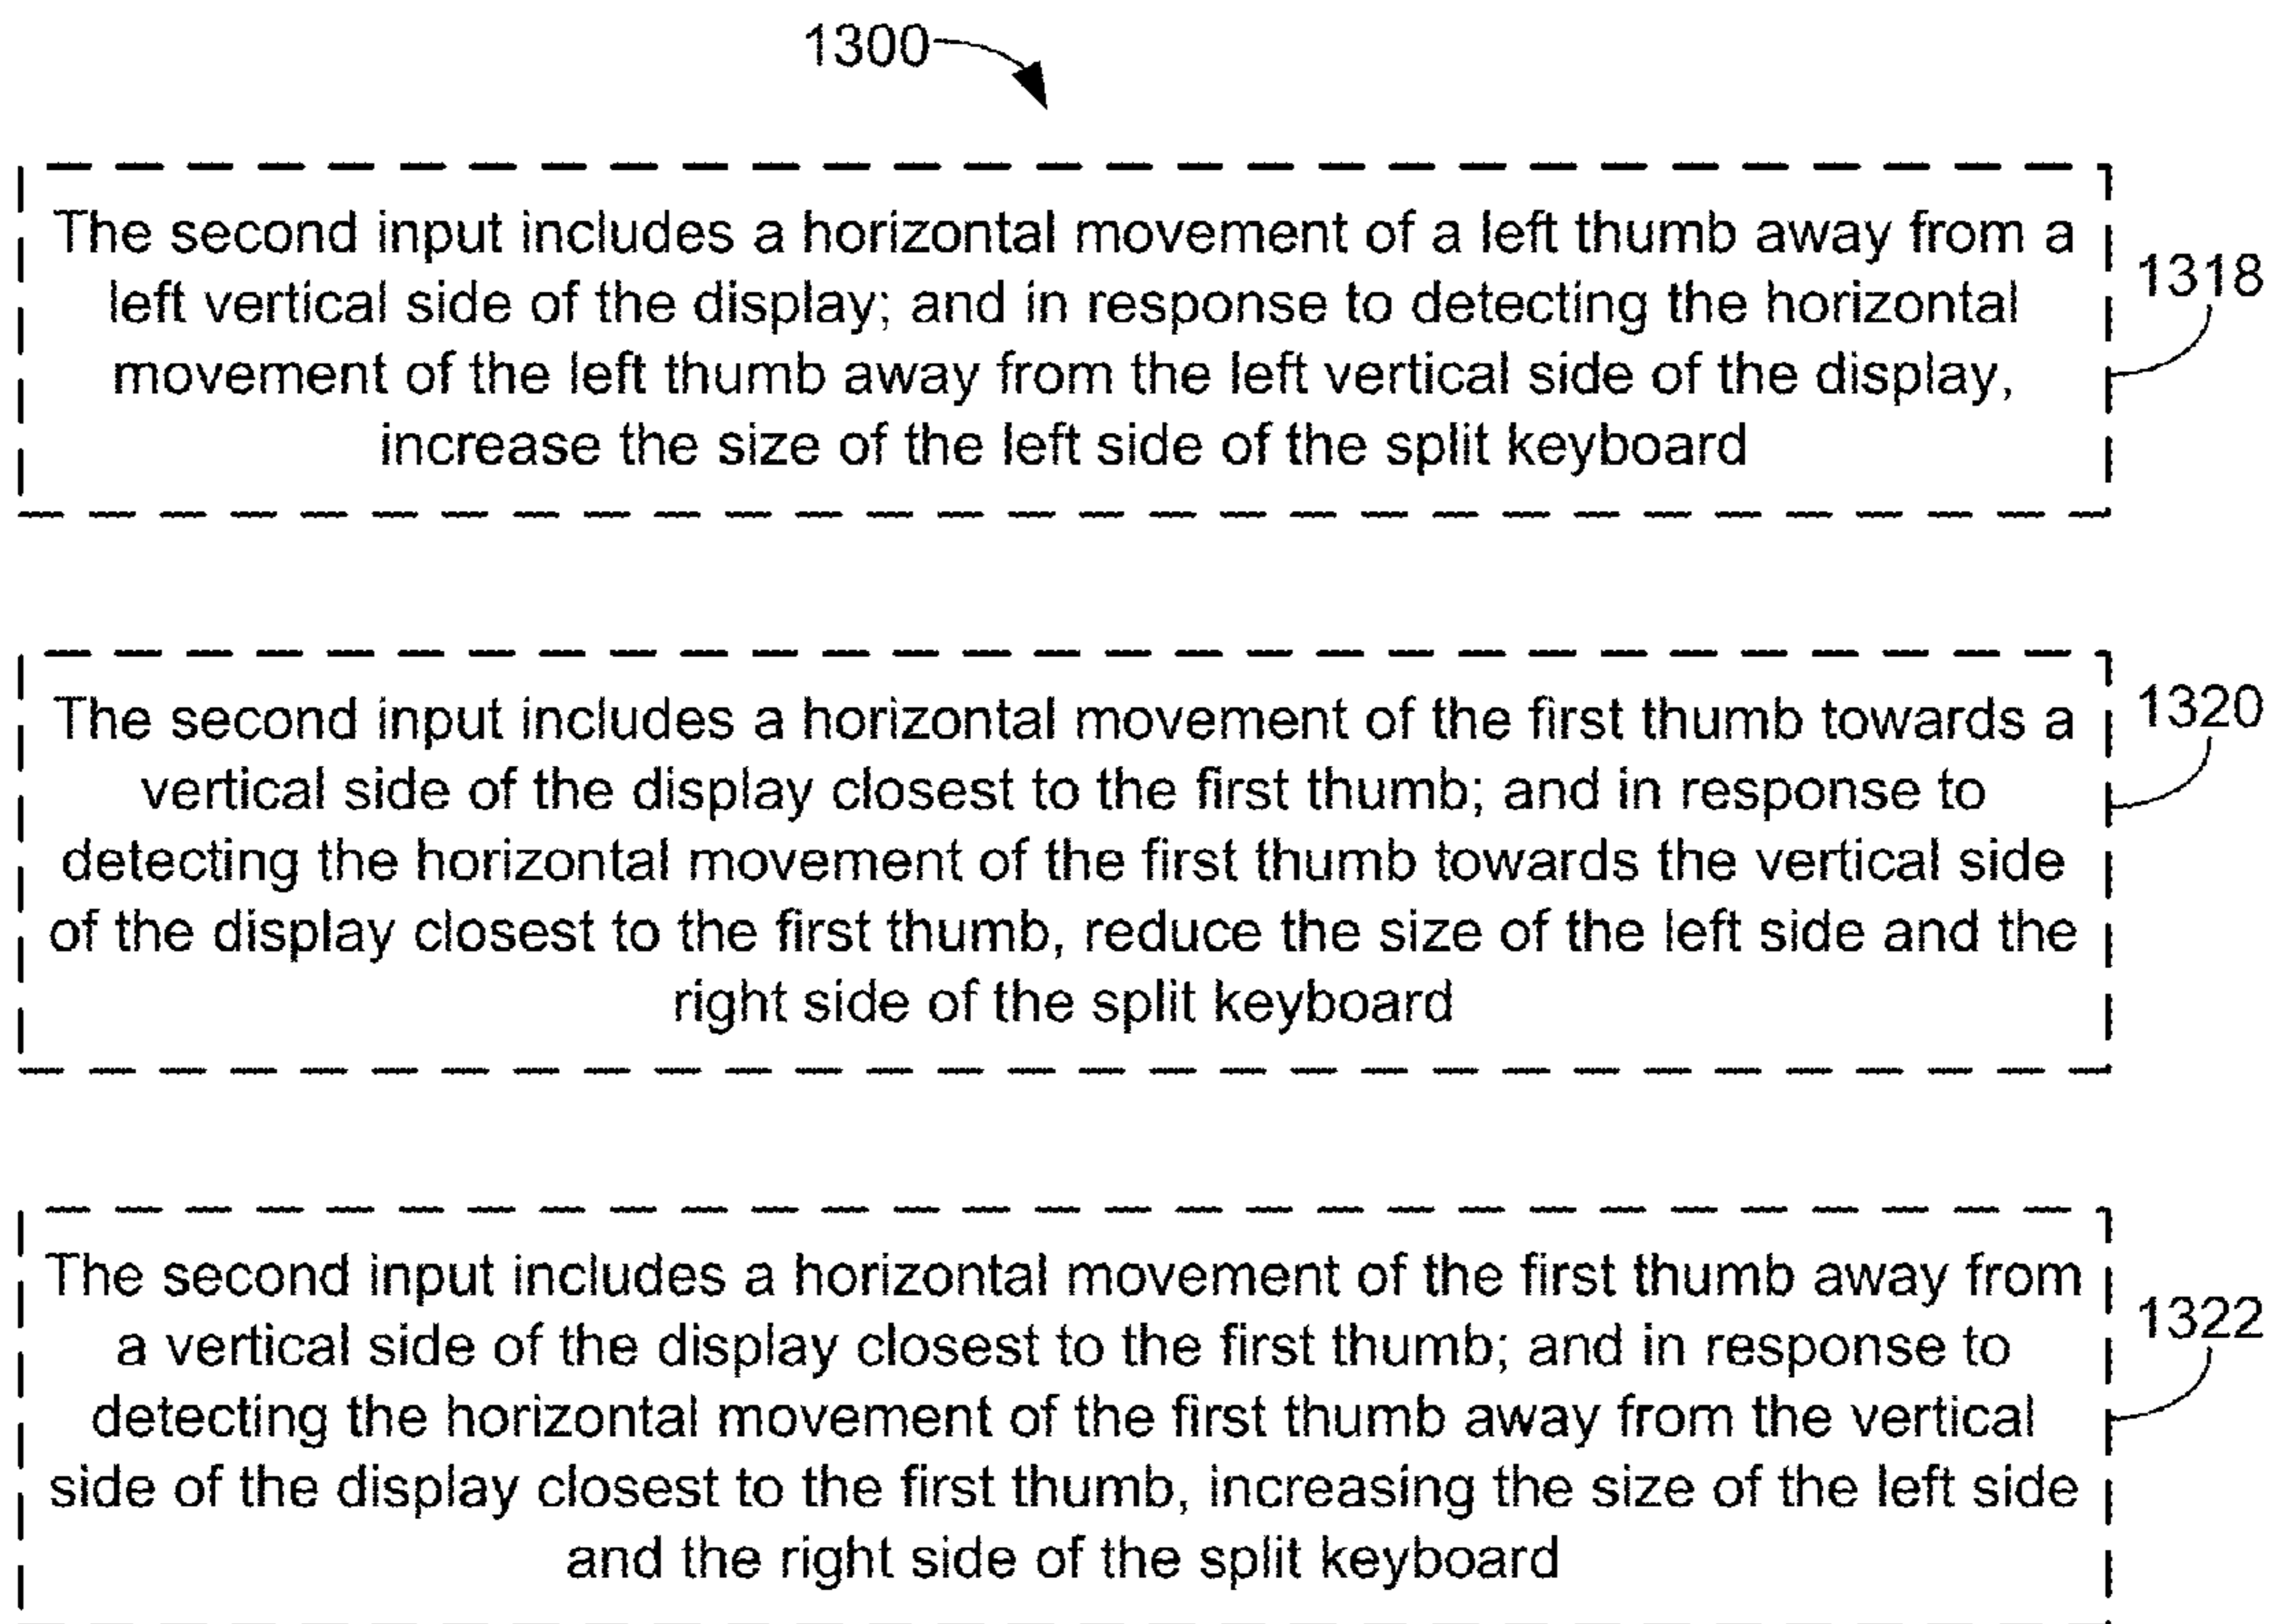 1300
The second input includes a horizontal movement of a left thumb away from a
left vertical side of the display; and in response to detecting the horizontal
movement of the left thumb away from the left vertical side of the display,
increase the size of the left side of the split keyboard
1318
The second input includes a horizontal movement of the first thumb towards a
vertical side of the display closest to the first thumb; and in response to
detecting the horizontal movement of the first thumb towards the vertical side
of the display closest to the first thumb, reduce the size of the left side and the
right side of the split keyboard
1320
The second input includes a horizontal movement of the first thumb away from
a vertical side of the display closest to the first thumb; and in response to
detecting the horizontal movement of the first thumb away from the vertical
side of the display closest to the first thumb, increasing the size of the left side
and the right side of the split keyboard
1322